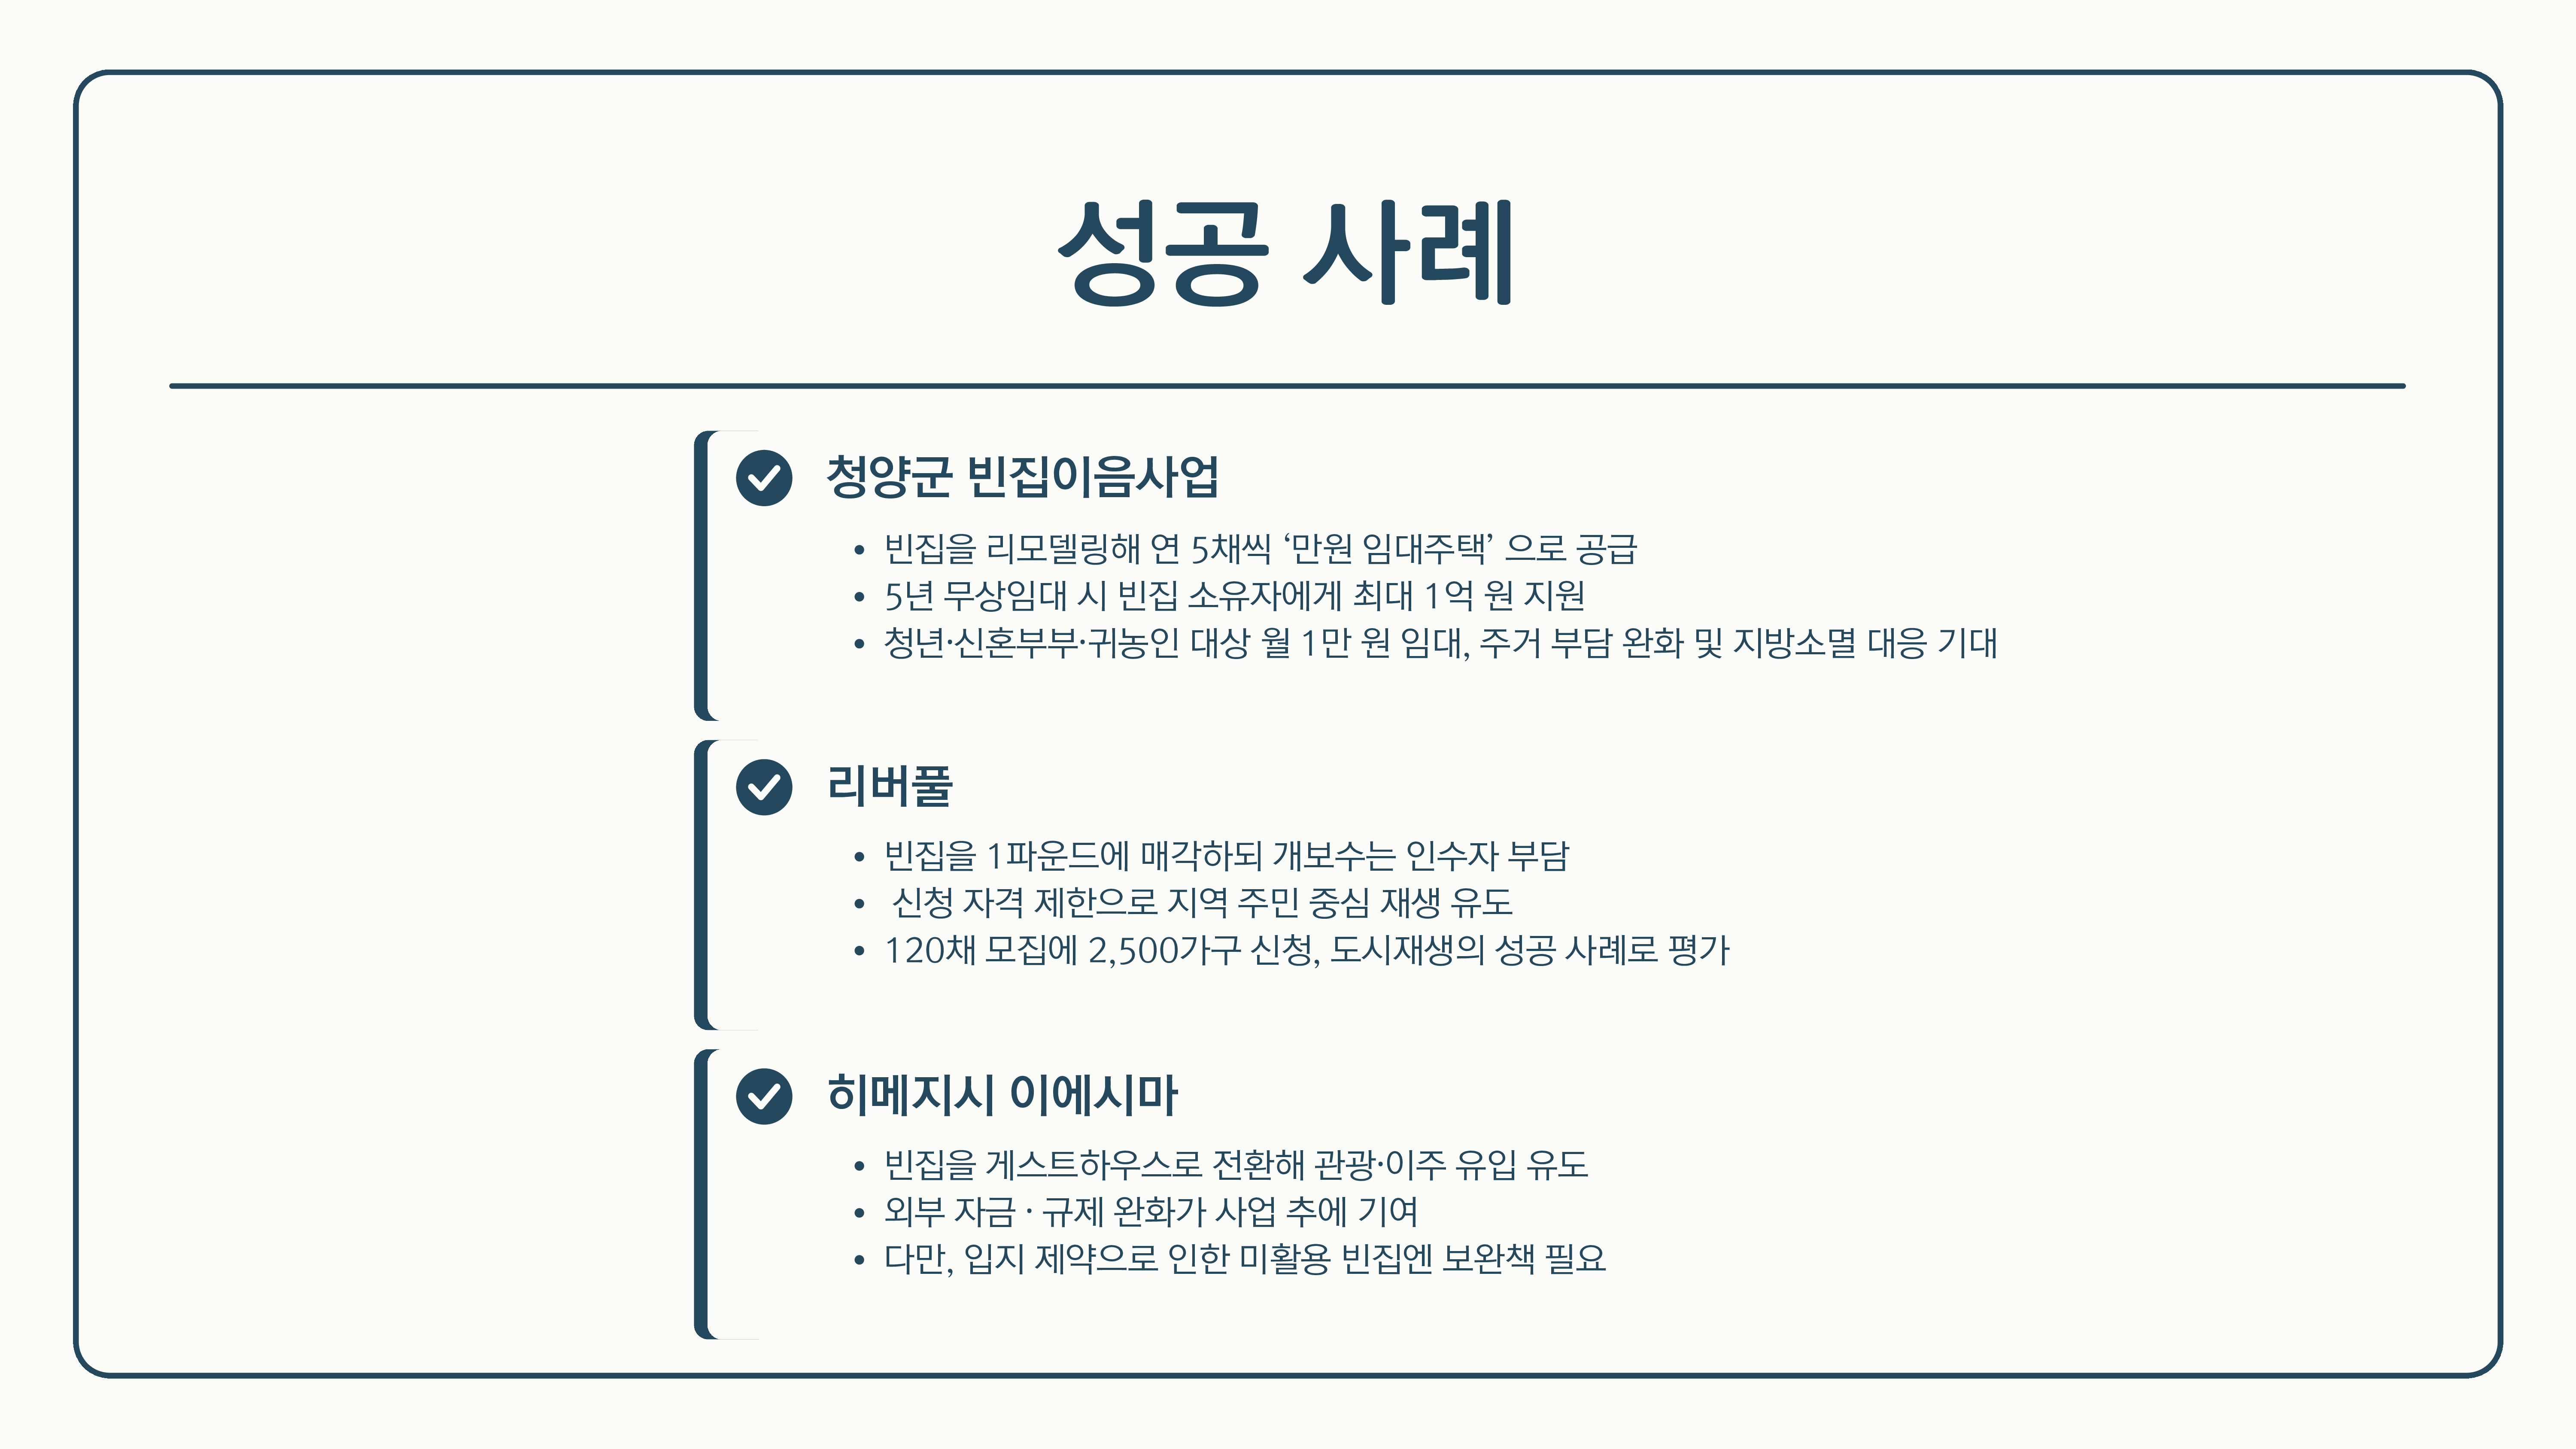 성공 사례
청양군 빈집이음사업
• 빈집을 리모델링해 연 5채씩 ‘만원 임대주택’ 으로 공급
• 5년 무상임대 시 빈집 소유자에게 최대 1억 원 지원
• 청년·신혼부부·귀농인 대상 월 1만 원 임대, 주거 부담 완화 및 지방소멸 대응 기대
리버풀
• 빈집을 1파운드에 매각하되 개보수는 인수자 부담
• 신청 자격 제한으로 지역 주민 중심 재생 유도
• 120채 모집에 2,500가구 신청, 도시재생의 성공 사례로 평가
히메지시 이에시마
• 빈집을 게스트하우스로 전환해 관광·이주 유입 유도
• 외부 자금 · 규제 완화가 사업 추에 기여
• 다만, 입지 제약으로 인한 미활용 빈집엔 보완책 필요